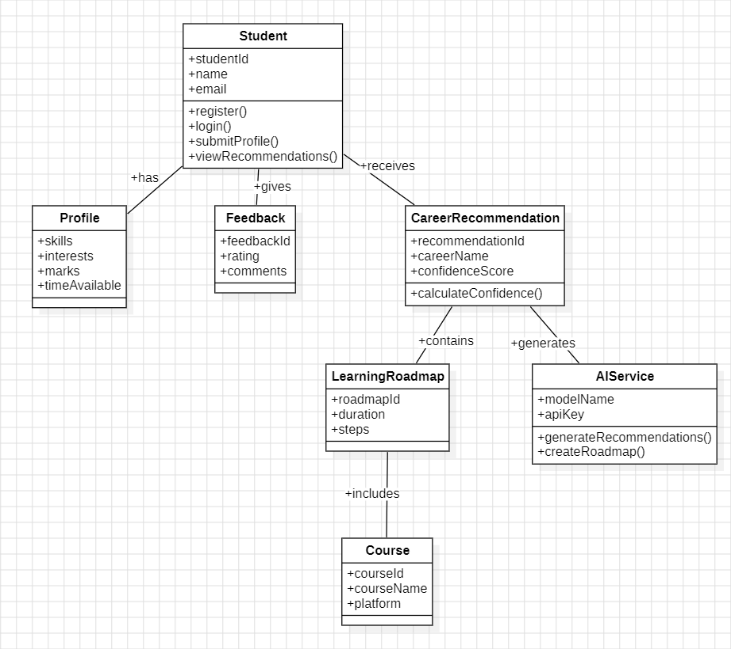 Student
+studentId
+name
+email
+register()
+login()
+submitProfile()
+viewRecommendations()
+has
+gives
+receives
Profile
+skills
+interests
+marks
+timeAvailable
Feedback
+feedbackId
+rating
+comments
CareerRecommendation
+recommendationId
+careerName
+confidenceScore
+calculateConfidence()
+contains
+generates
LearningRoadmap
+roadmapId
+duration
+steps
AIService
+modelName
+apiKey
+generateRecommendations()
+createRoadmap()
+includes
Course
+courseId
+courseName
+platform